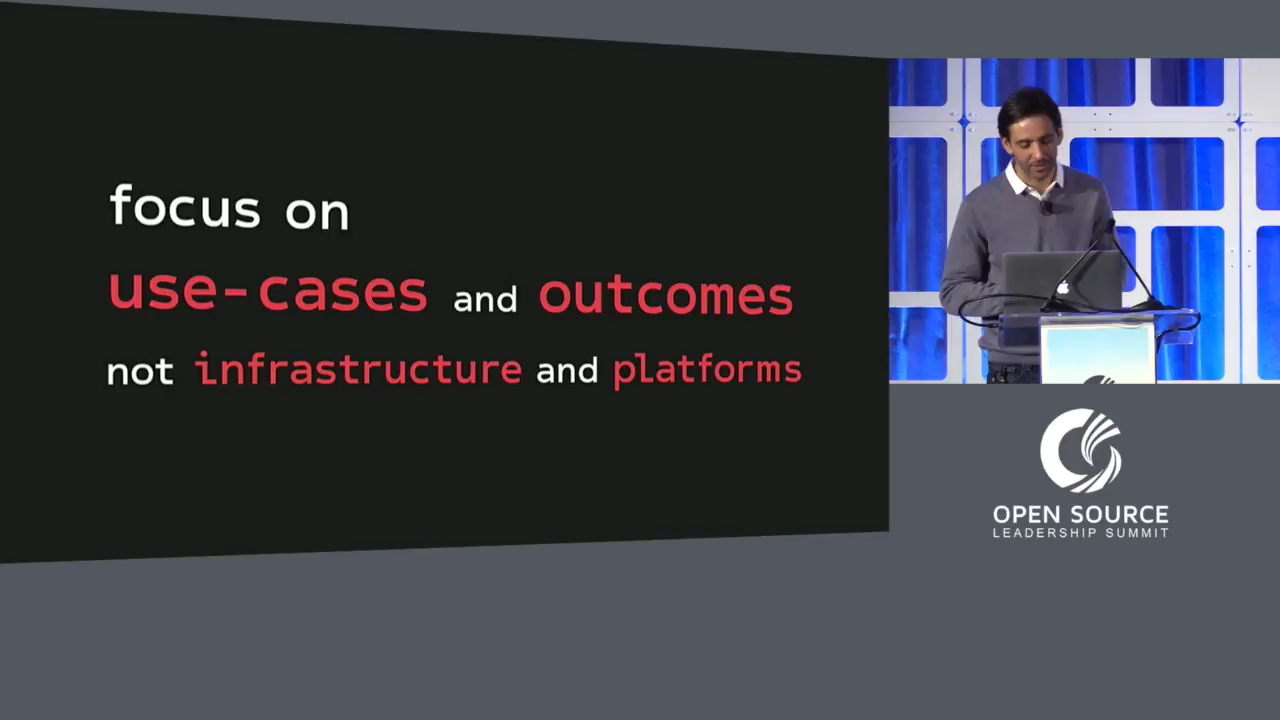 focus on
use-cases and outcomes
not infrastructure and platforms
OPEN SOURCE
LEADERSHIP SUMMIT